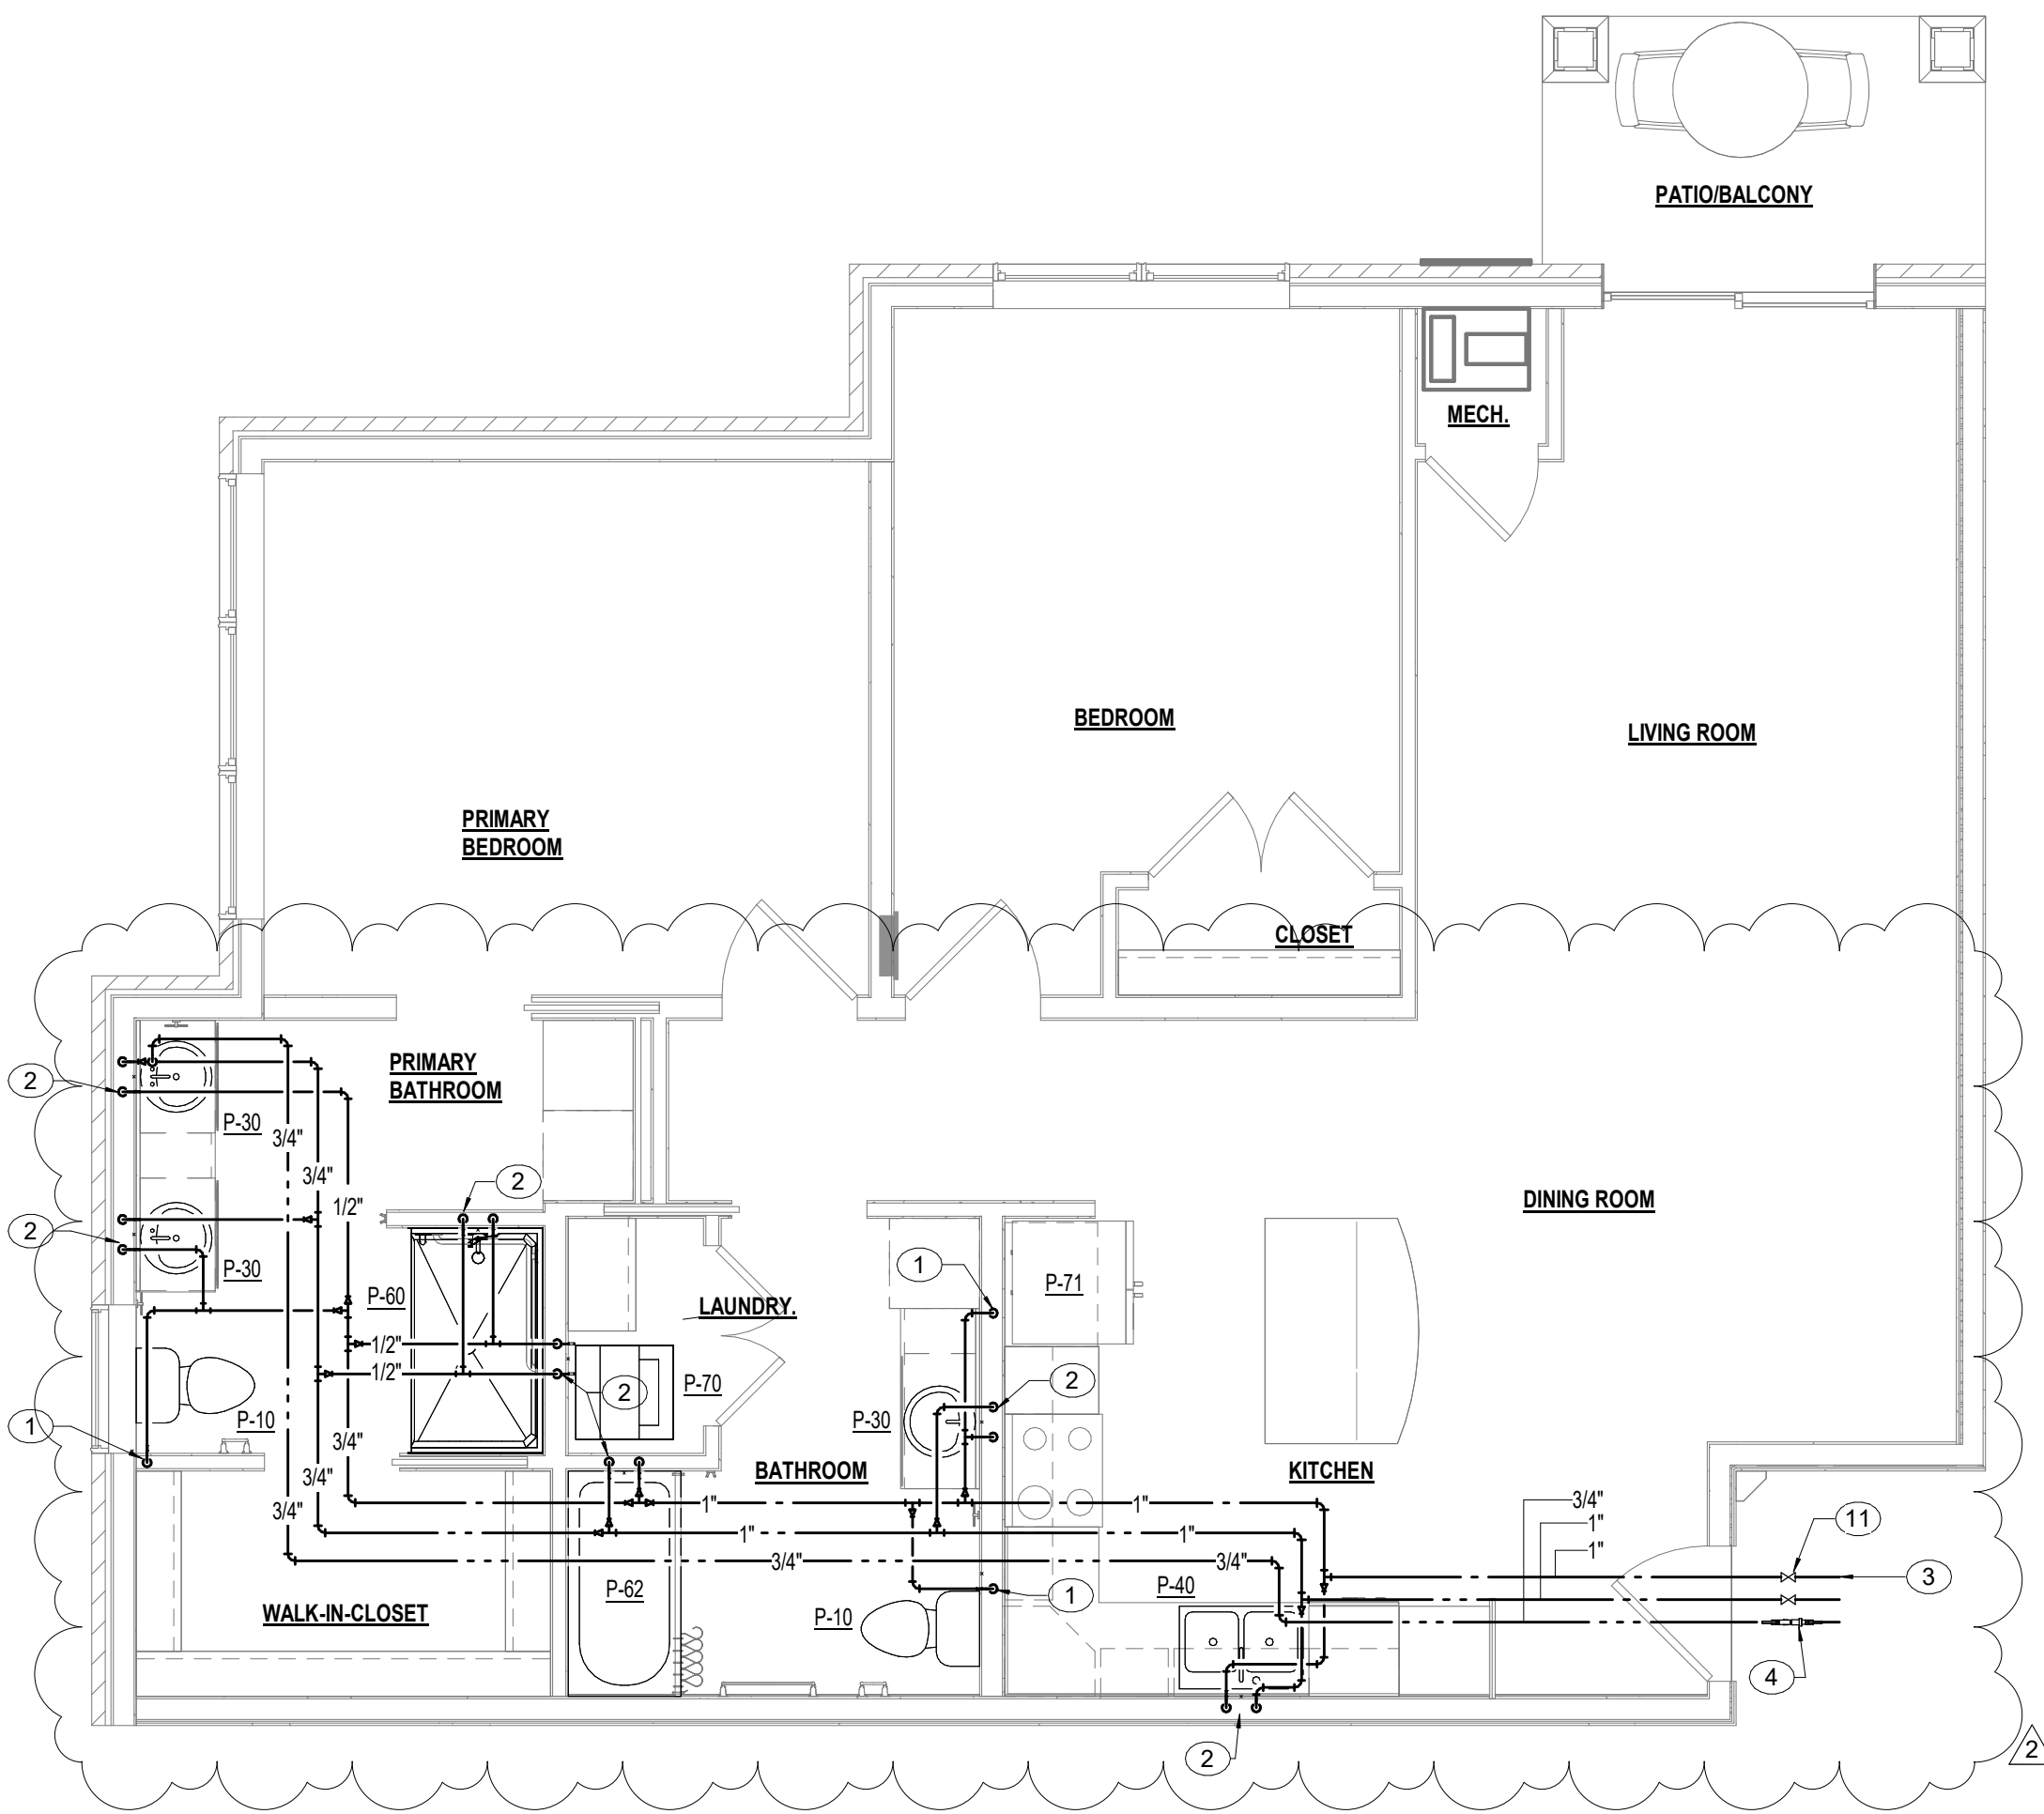 PATIO/BALCONY
MECH.
BEDROOM
LIVING ROOM
PRIMARY
BEDROOM
CLOSET
PRIMARY
BATHROOM
2
P-30
3/4"
3/4"
1/2"
2
DINING ROOM
2
P-30
P-60
LAUNDRY.
1
P-71
1/2"
1/2"
2
P-70
2
P-30
P-10
1
3/4"
3/4"
3/4"
BATHROOM
KITCHEN
1"
1"
1"
1"
3/4"
3/4"
3/4"
1"
1"
11
3
P-62
P-10
1
P-40
WALK-IN-CLOSET
4
2
2